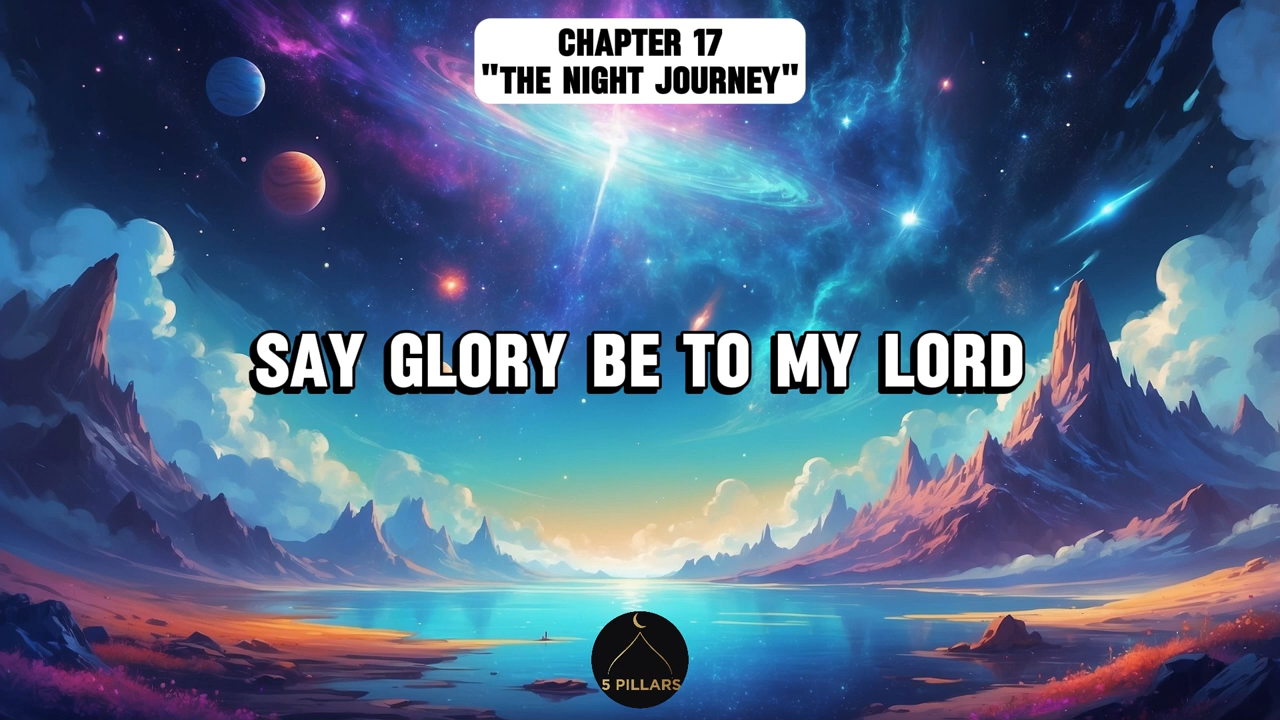 CHAPTER 17
"THE NIGHT JOURNEY"
SAY GLORY BE TO MY LORD
5 PILLARS